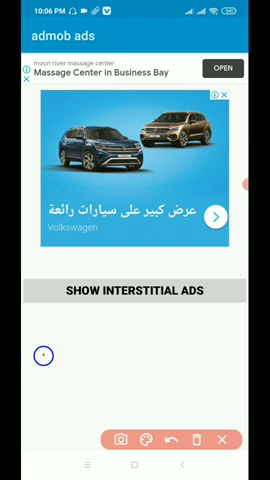 10:06 PM
admob ads
moon river massage center
Massage Center in Business Bay
OPEN
عرض كبير على سيارات رائعة
Volkswagen
SHOW INTERSTITIAL ADS